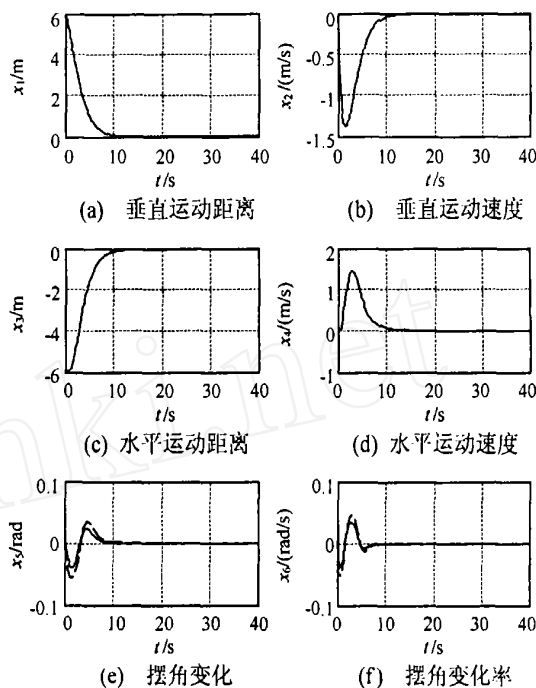 x₁/m
6
4
2
0
0 10 20 30 40
t/s
(a) 垂直运动距离
x₂/(m/s)
0
-0.5
-1
-1.5
0 10 20 30 40
t/s
(b) 垂直运动速度
x₃/m
0
-2
-4
-6
0 10 20 30 40
t/s
(c) 水平运动距离
x₄/(m/s)
2
1
0
-1
0 10 20 30 40
t/s
(d) 水平运动速度
x₅/rad
0.1
0
-0.1
0 10 20 30 40
t/s
(e) 摆角变化
x₆/(rad/s)
0.1
0
-0.1
0 10 20 30 40
t/s
(f) 摆角变化率
nki.net